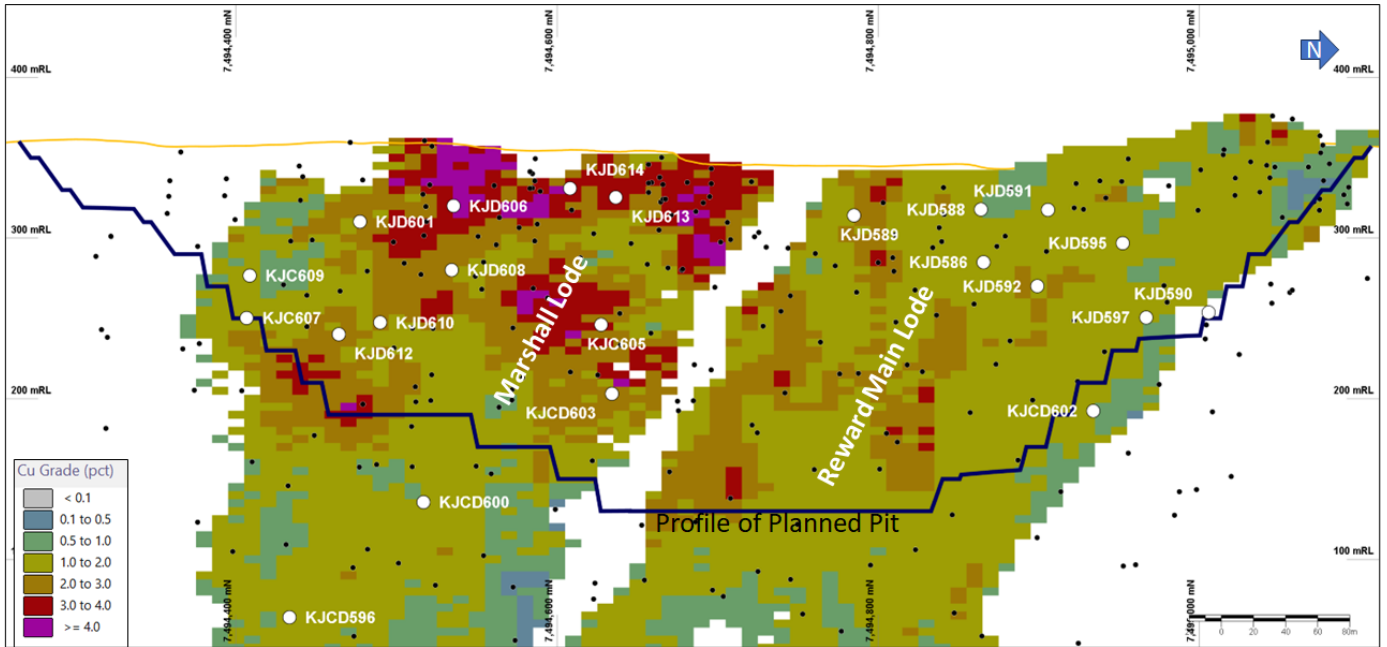 7,494,400 mN
7,494,600 mN
7,494,800 mN
7,495,000 mN
N
400 mRL
400 mRL
KJD614
KJD606
KJD613
KJD601
KJD591
KJD588
KJD589
KJD595
300 mRL
300 mRL
KJC609
KJD608
KJD586
KJD592
KJD590
KJC607
KJD610
KJD597
KJD612
KJC605
Marshall Lode
Reward Main Lode
200 mRL
200 mRL
KJCD603
KJCD602
Cu Grade (pct)
< 0.1
0.1 to 0.5
0.5 to 1.0
1.0 to 2.0
2.0 to 3.0
3.0 to 4.0
>= 4.0
KJCD600
Profile of Planned Pit
100 mRL
KJCD596
7,494,400 mN
7,494,600 mN
7,494,800 mN
0 20 40 60 80m